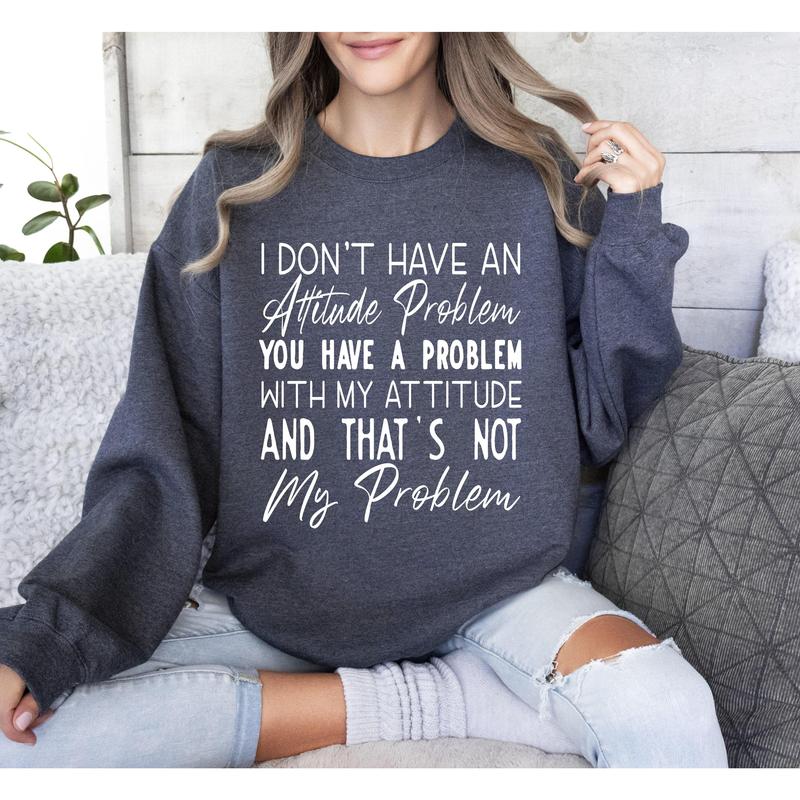 I DON'T HAVE AN
Attitude Problem
YOU HAVE A PROBLEM
WITH MY ATTITUDE
AND THAT'S NOT
My Problem